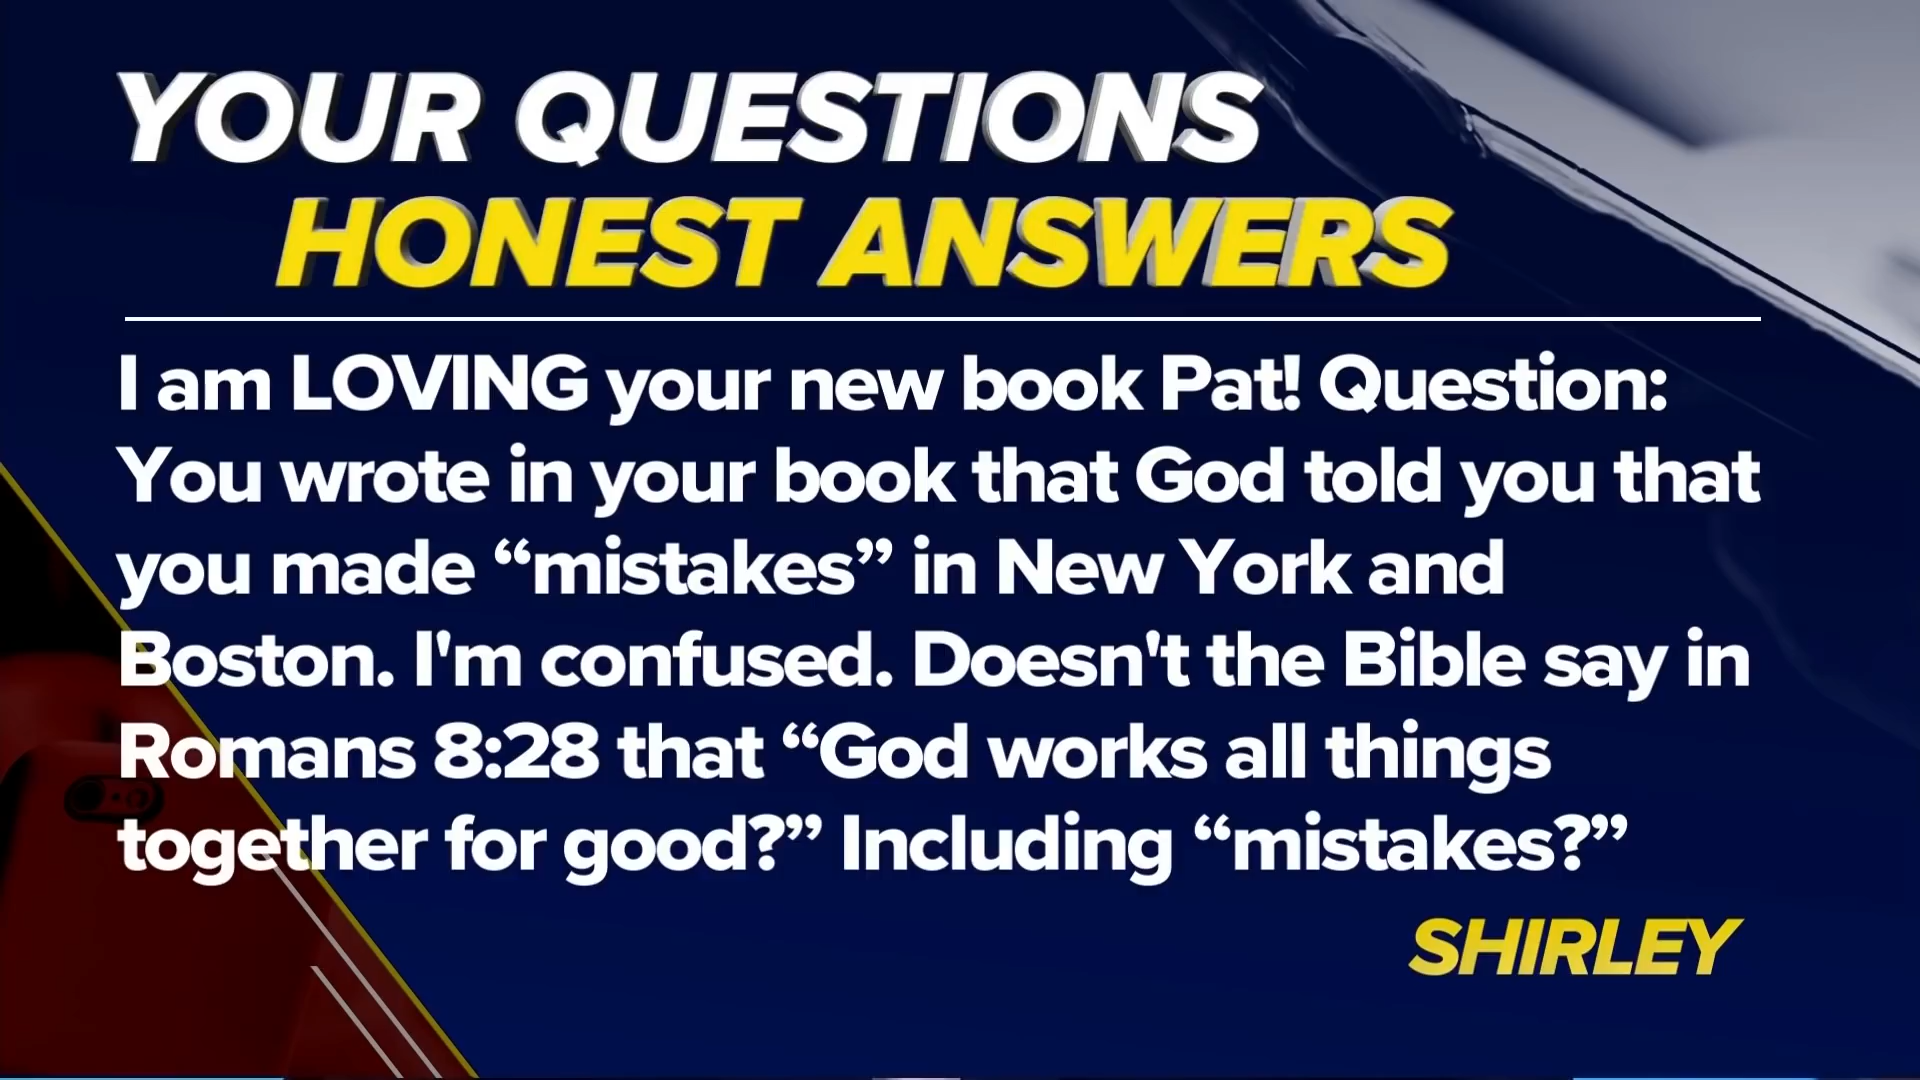 YOUR QUESTIONS
HONEST ANSWERS
I am LOVING your new book Pat! Question:
You wrote in your book that God told you that
you made “mistakes” in New York and
Boston. I'm confused. Doesn't the Bible say in
Romans 8:28 that “God works all things
together for good?” Including “mistakes?”
SHIRLEY